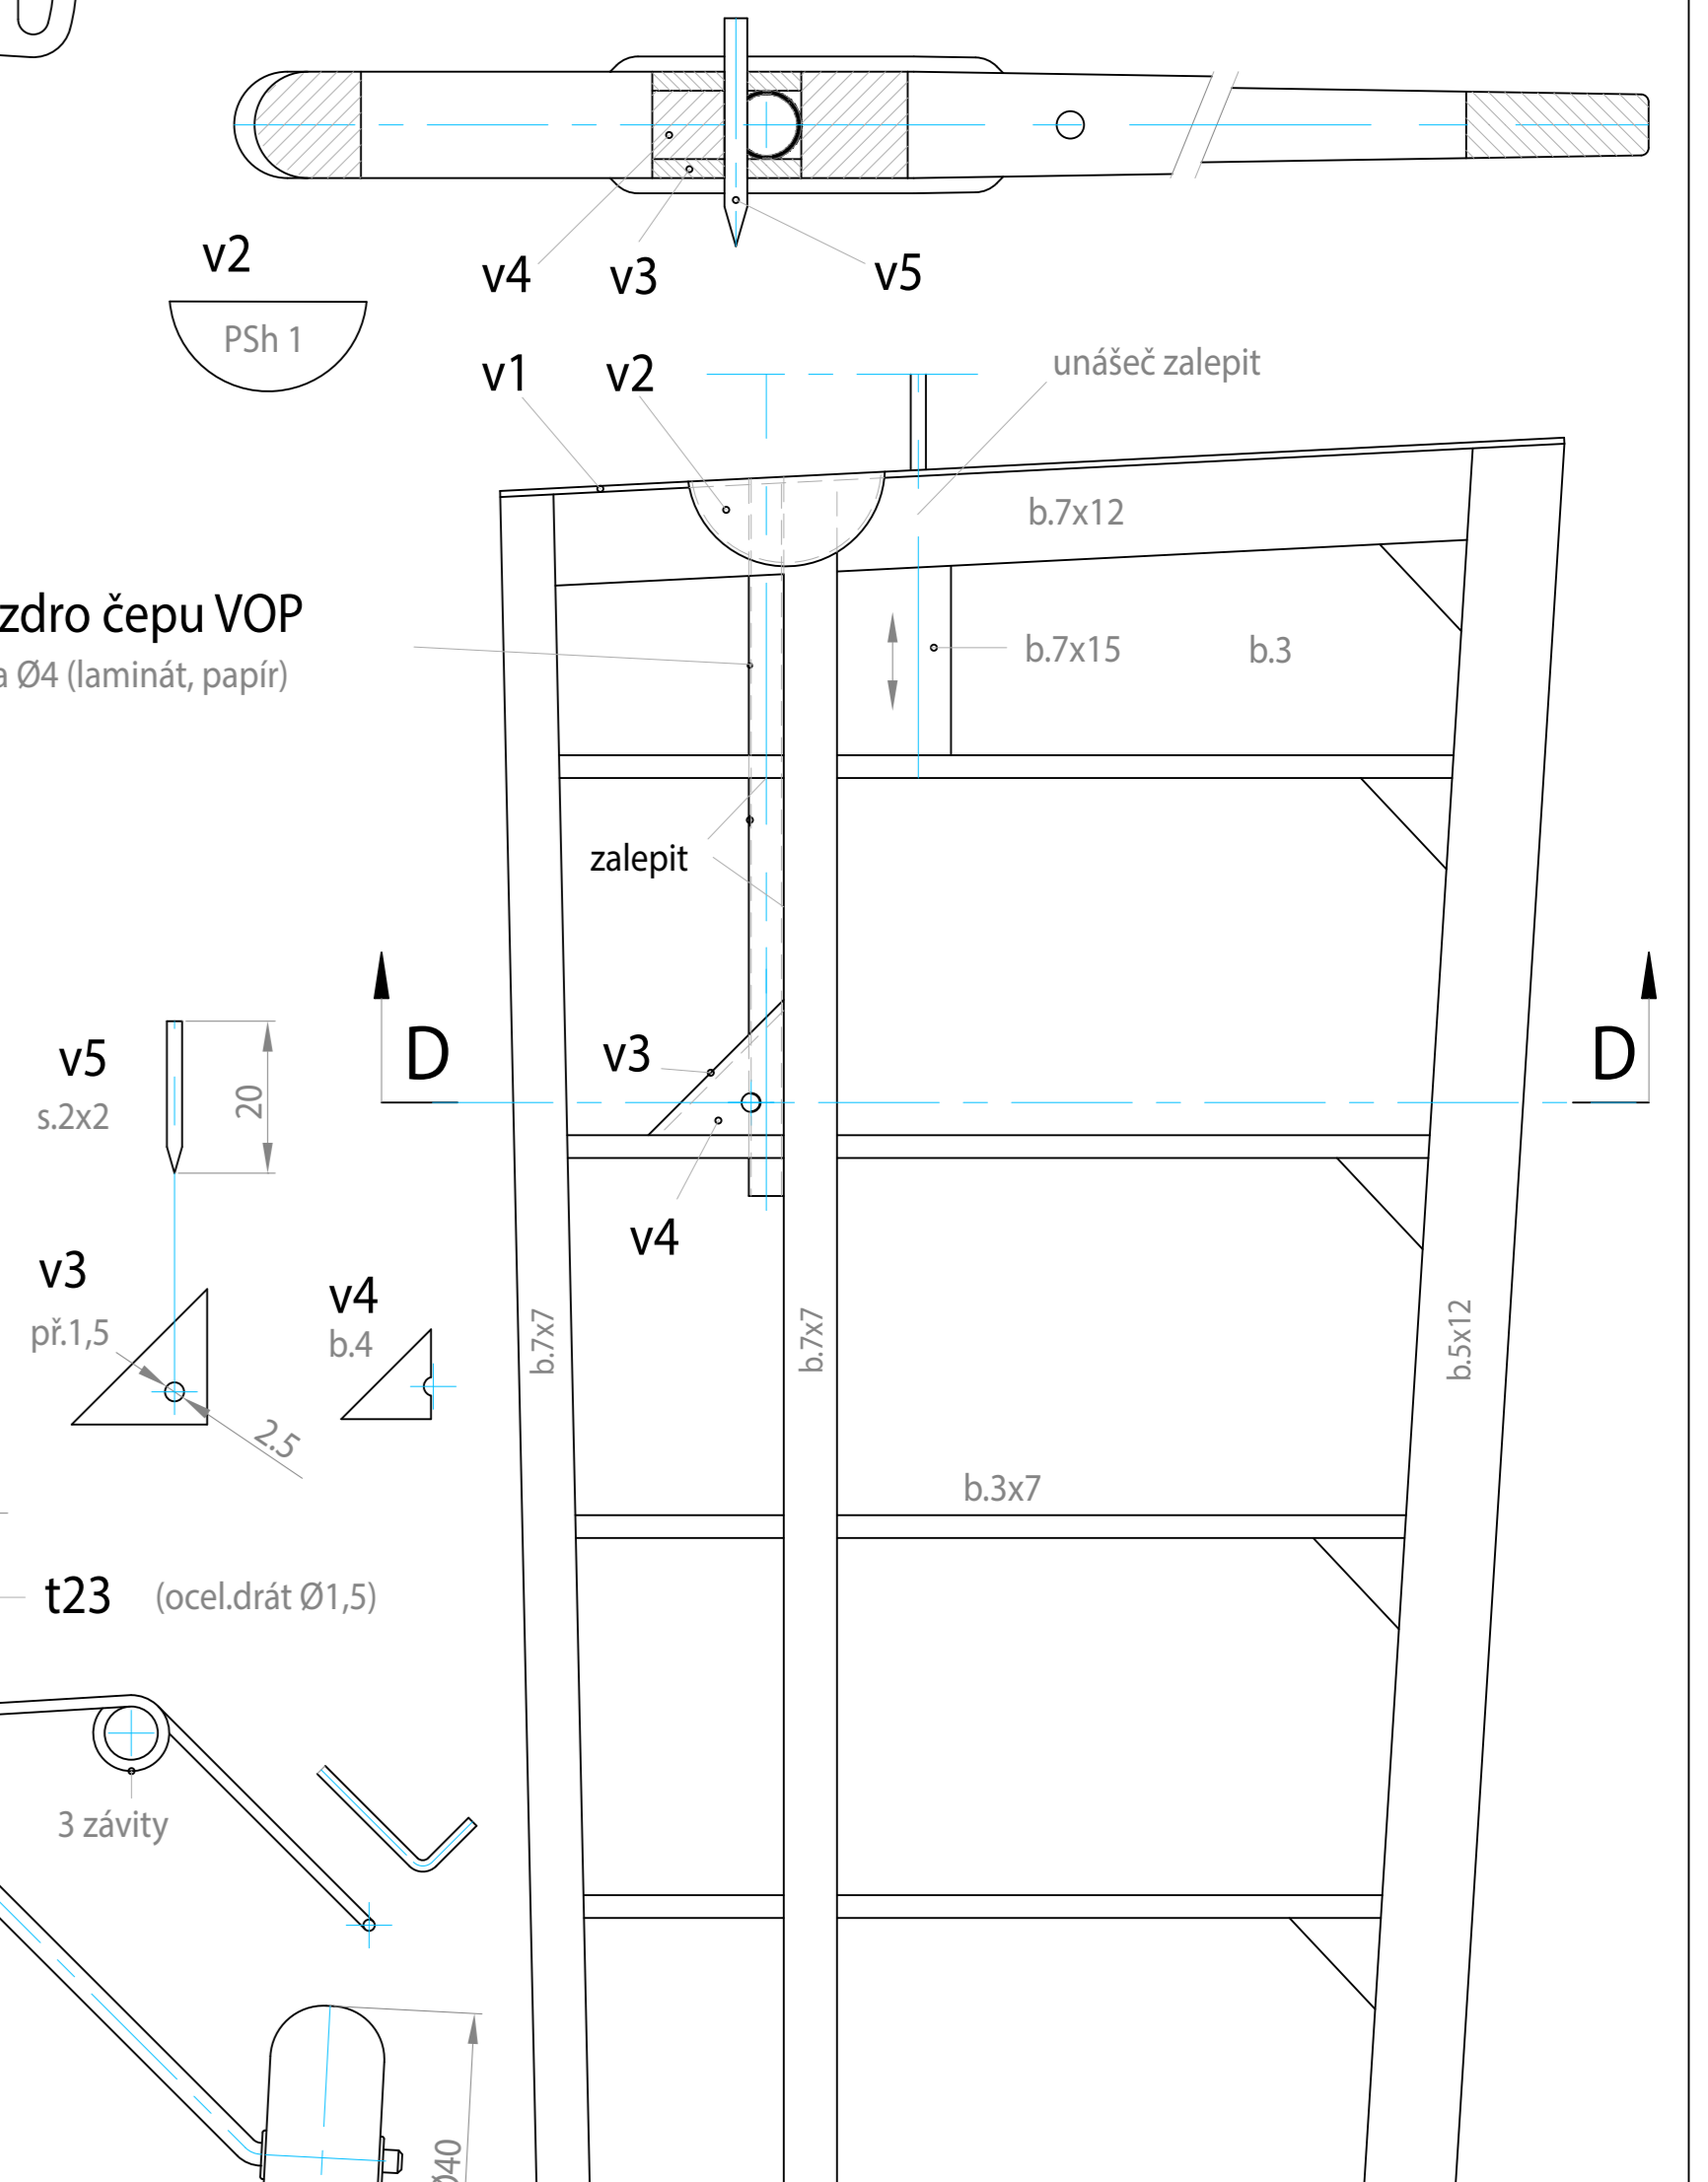 v2
PSh 1
v4
v3
v5
v1
v2
unášeč zalepit
b.7x12
zdro čepu VOP
a Ø4 (laminát, papír)
b.7x15
b.3
zalepit
v5
s.2x2
20
D
v3
D
v4
v3
př.1,5
2.5
v4
b.4
b.7x7
b.7x7
b.5x12
b.3x7
t23 (ocel.drát Ø1,5)
3 závity
Ø40